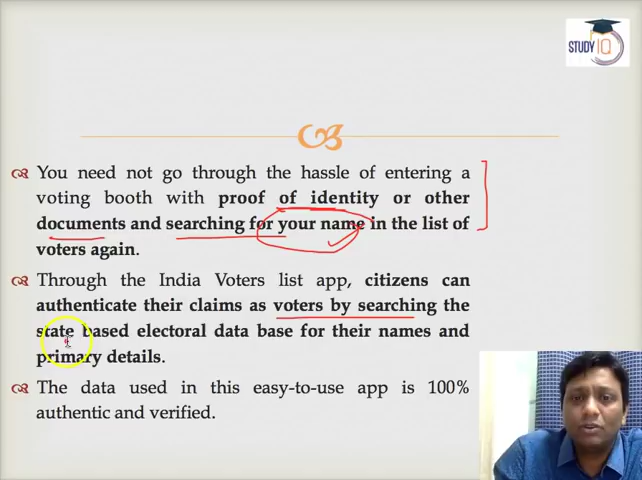 STUDY IQ
You need not go through the hassle of entering a
voting booth with proof of identity or other
documents and searching for your name in the list of
voters again.
Through the India Voters list app, citizens can
authenticate their claims as voters by searching the
state based electoral data base for their names and
primary details.
The data used in this easy-to-use app is 100%
authentic and verified.